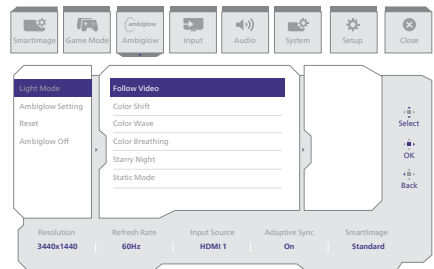 ambiglow
SmartImage Game Mode Ambiglow Input Audio System Setup Close
Light Mode
Ambiglow Setting
Reset
Ambiglow Off
Follow Video
Color Shift
Color Wave
Color Breathing
Starry Night
Static Mode
Select
OK
Back
Resolution Refresh Rate Input Source Adaptive Sync SmartImage
3440x1440 60Hz HDMI 1 On Standard